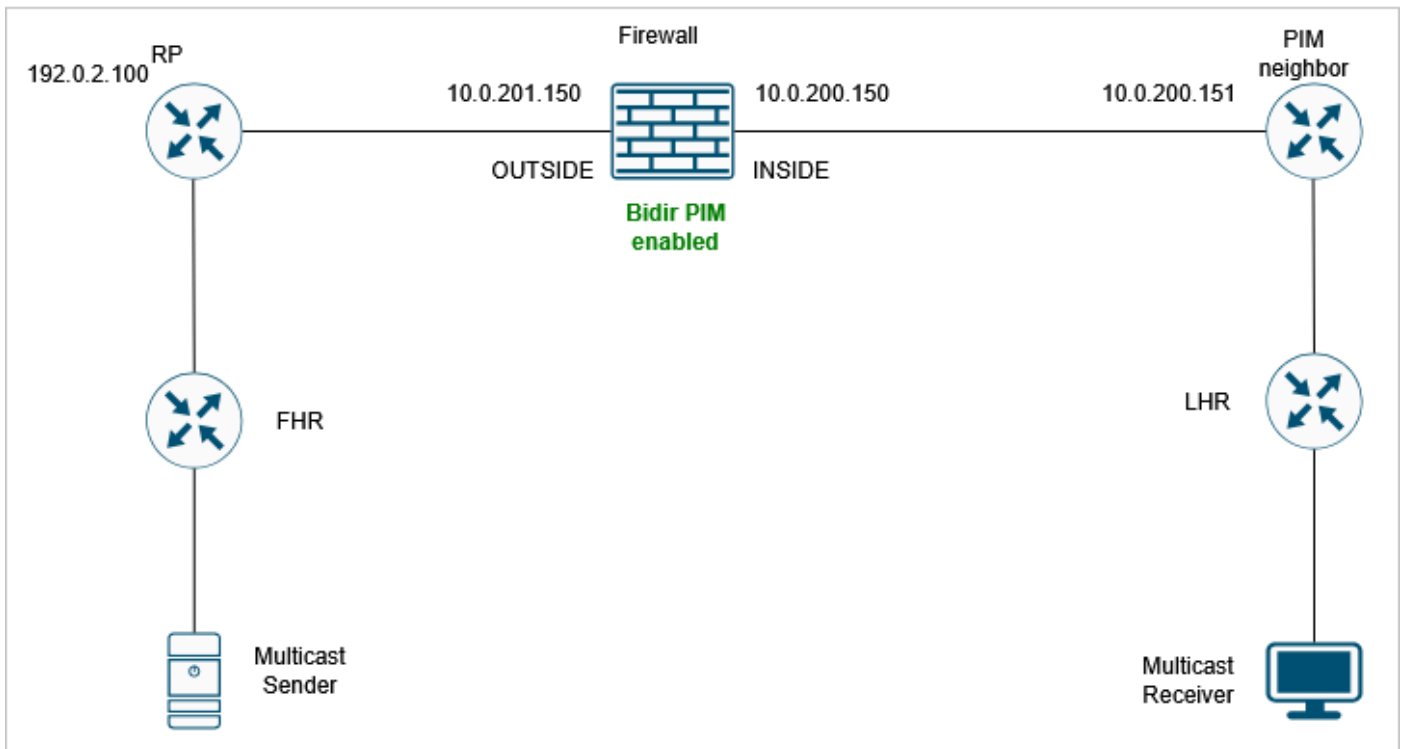 Firewall
RP
192.0.2.100
PIM
neighbor
10.0.201.150
10.0.200.150
10.0.200.151
OUTSIDE
INSIDE
Bidir PIM
enabled
FHR
LHR
Multicast
Sender
Multicast
Receiver